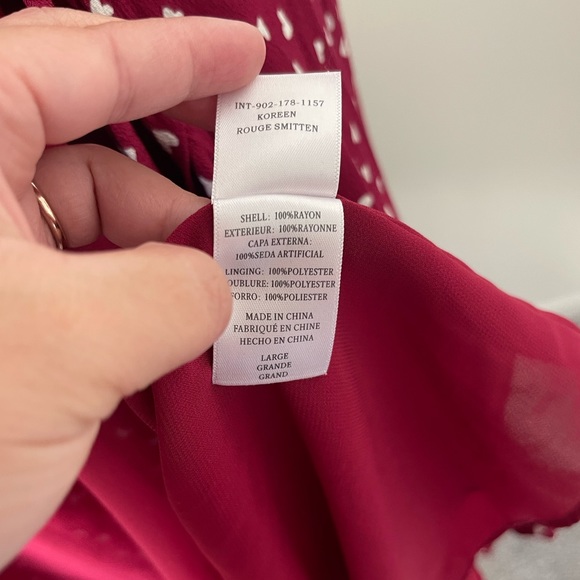 INT-902-178-1157
KOREEN
ROUGE SMITTEN
SHELL: 100%RAYON
EXTERIEUR: 100%RAYONNE
CAPA EXTERNA:
100%SEDA ARTIFICIAL
LINGING: 100%POLYESTER
OUBLURE: 100%POLYESTER
FORRO: 100%POLIESTER
MADE IN CHINA
FABRIQUÉ EN CHINE
HECHO EN CHINA
LARGE
GRANDE
GRAND